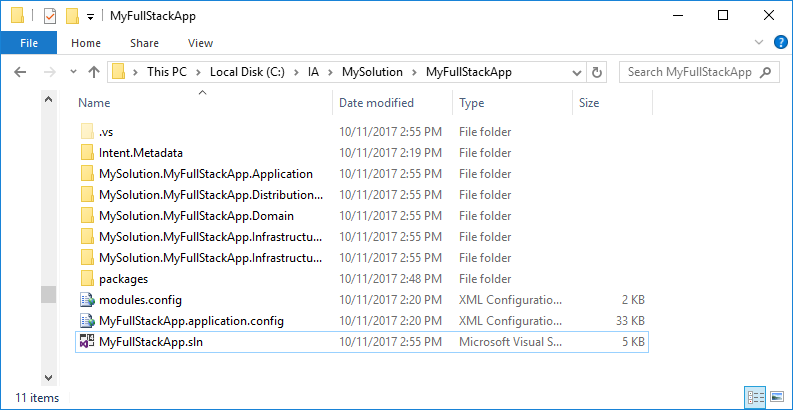 MyFullStackApp
File Home Share View
This PC Local Disk (C:) IA MySolution MyFullStackApp Search MyFullStackApp
Name Date modified Type Size
.vs 10/11/2017 2:55 PM File folder
Intent.Metadata 10/11/2017 2:19 PM File folder
MySolution.MyFullStackApp.Application 10/11/2017 2:55 PM File folder
MySolution.MyFullStackApp.Distribution... 10/11/2017 2:55 PM File folder
MySolution.MyFullStackApp.Domain 10/11/2017 2:55 PM File folder
MySolution.MyFullStackApp.Infrastructu... 10/11/2017 2:55 PM File folder
MySolution.MyFullStackApp.Infrastructu... 10/11/2017 2:55 PM File folder
packages 10/11/2017 2:48 PM File folder
modules.config 10/11/2017 2:20 PM XML Configuratio... 2 KB
MyFullStackApp.application.config 10/11/2017 2:20 PM XML Configuratio... 33 KB
MyFullStackApp.sln 10/11/2017 2:55 PM Microsoft Visual S... 5 KB
11 items